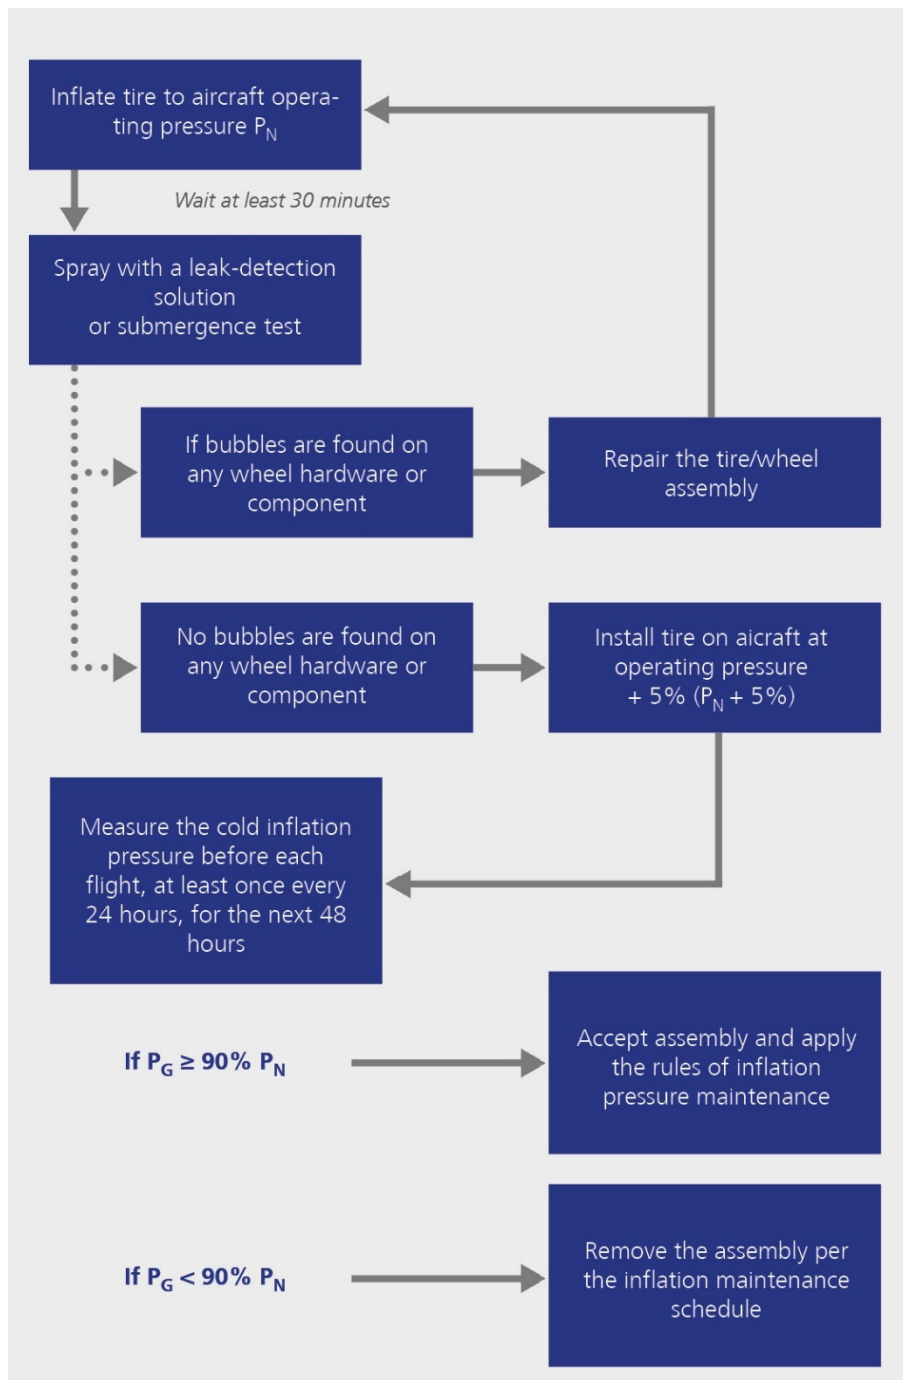 Inflate tire to aircraft opera-
ting pressure PN
Wait at least 30 minutes
Spray with a leak-detection
solution
or submergence test
If bubbles are found on
any wheel hardware or
component
Repair the tire/wheel
assembly
No bubbles are found on
any wheel hardware or
component
Install tire on aicraft at
operating pressure
+ 5% (PN + 5%)
Measure the cold inflation
pressure before each
flight, at least once every
24 hours, for the next 48
hours
If PG ≥ 90% PN
Accept assembly and apply
the rules of inflation
pressure maintenance
If PG < 90% PN
Remove the assembly per
the inflation maintenance
schedule